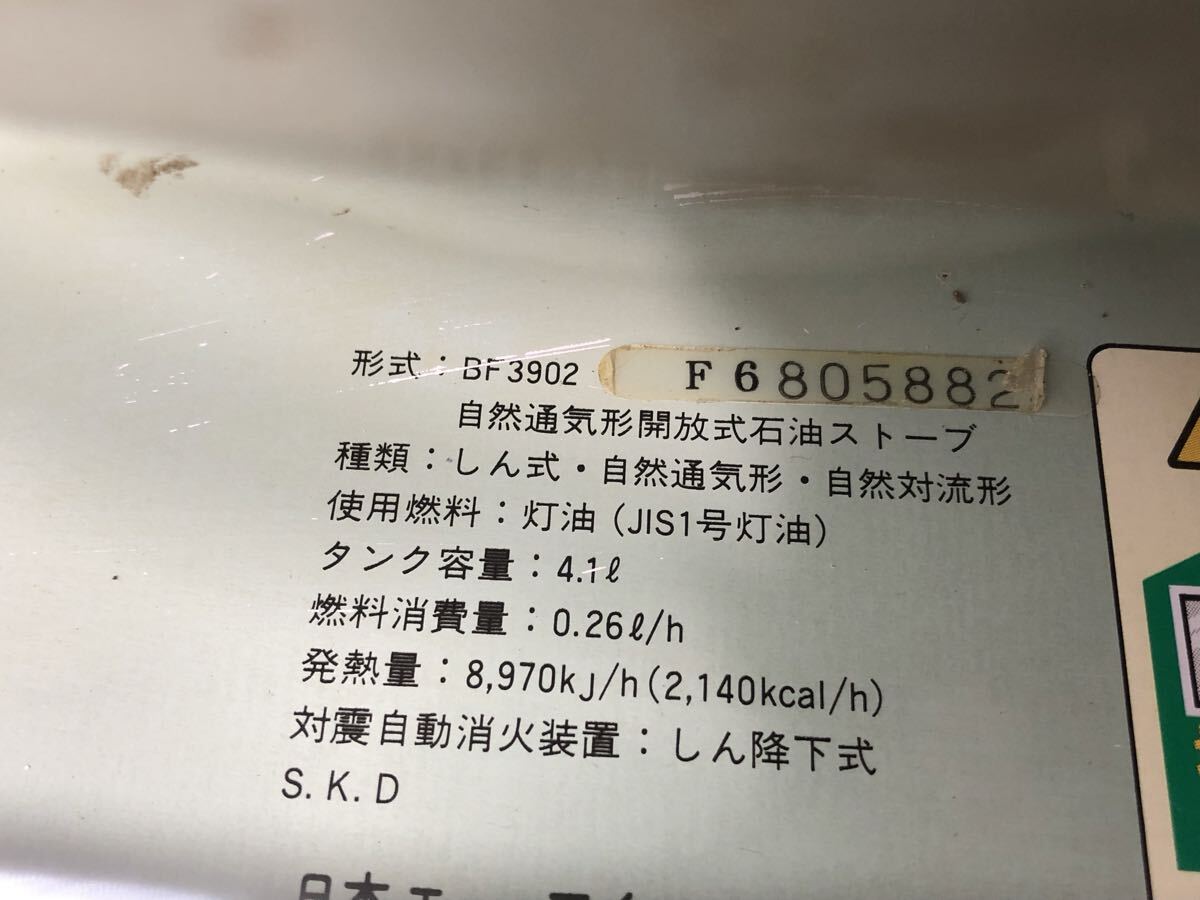 形式：BF3902 F6805882
自然通気形開放式石油ストーブ
種類：しん式・自然通気形・自然対流形
使用燃料：灯油（JIS1号灯油）
タンク容量：4.1ℓ
燃料消費量：0.26ℓ/h
発熱量：8,970kJ/h(2,140kcal/h)
対震自動消火装置：しん降下式
S.K.D